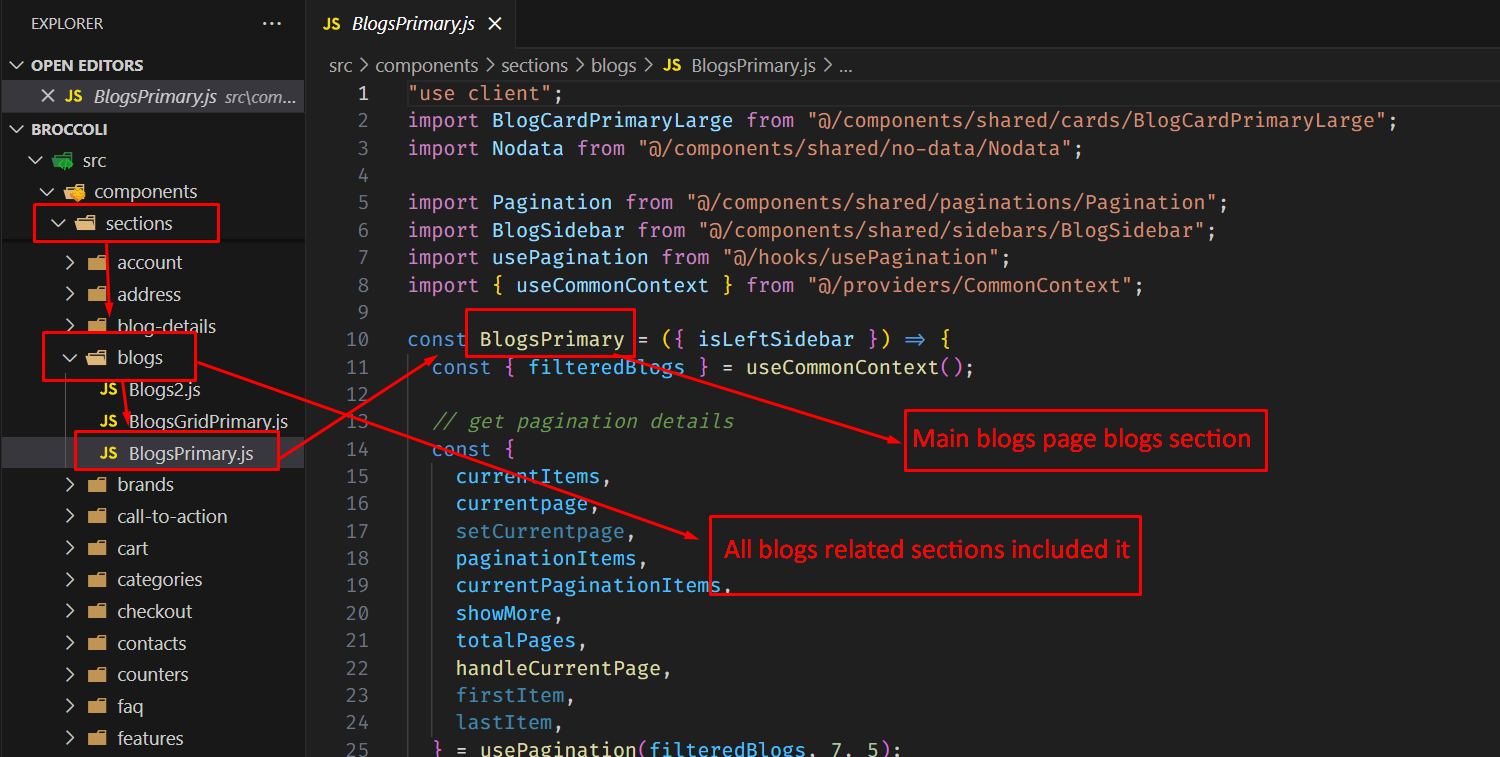 EXPLORER ...
JS BlogsPrimary.js ×
OPEN EDITORS
× JS BlogsPrimary.js src\com...
BROCCOLI
src
components
sections
account
address
blog-details
blogs
JS Blogs2.js
JS BlogsGridPrimary.js
JS BlogsPrimary.js
brands
call-to-action
cart
categories
checkout
contacts
counters
faq
features
src > components > sections > blogs > JS BlogsPrimary.js > ...
1 "use client";
2 import BlogCardPrimaryLarge from "@/components/shared/cards/BlogCardPrimaryLarge";
3 import Nodata from "@/components/shared/no-data/Nodata";
4
5 import Pagination from "@/components/shared/paginations/Pagination";
6 import BlogSidebar from "@/components/shared/sidebars/BlogSidebar";
7 import usePagination from "@/hooks/usePagination";
8 import { useCommonContext } from "@/providers/CommonContext";
9
10 const BlogsPrimary = ({ isLeftSidebar }) => {
11 const { filteredBlogs } = useCommonContext();
12
13 // get pagination details
14 const {
15 currentItems,
16 currentpage,
17 setCurrentpage,
18 paginationItems,
19 currentPaginationItems,
20 showMore,
21 totalPages,
22 handleCurrentPage,
23 firstItem,
24 lastItem,
25 } = usePagination(filteredBlogs, 7, 5);
Main blogs page blogs section
All blogs related sections included it